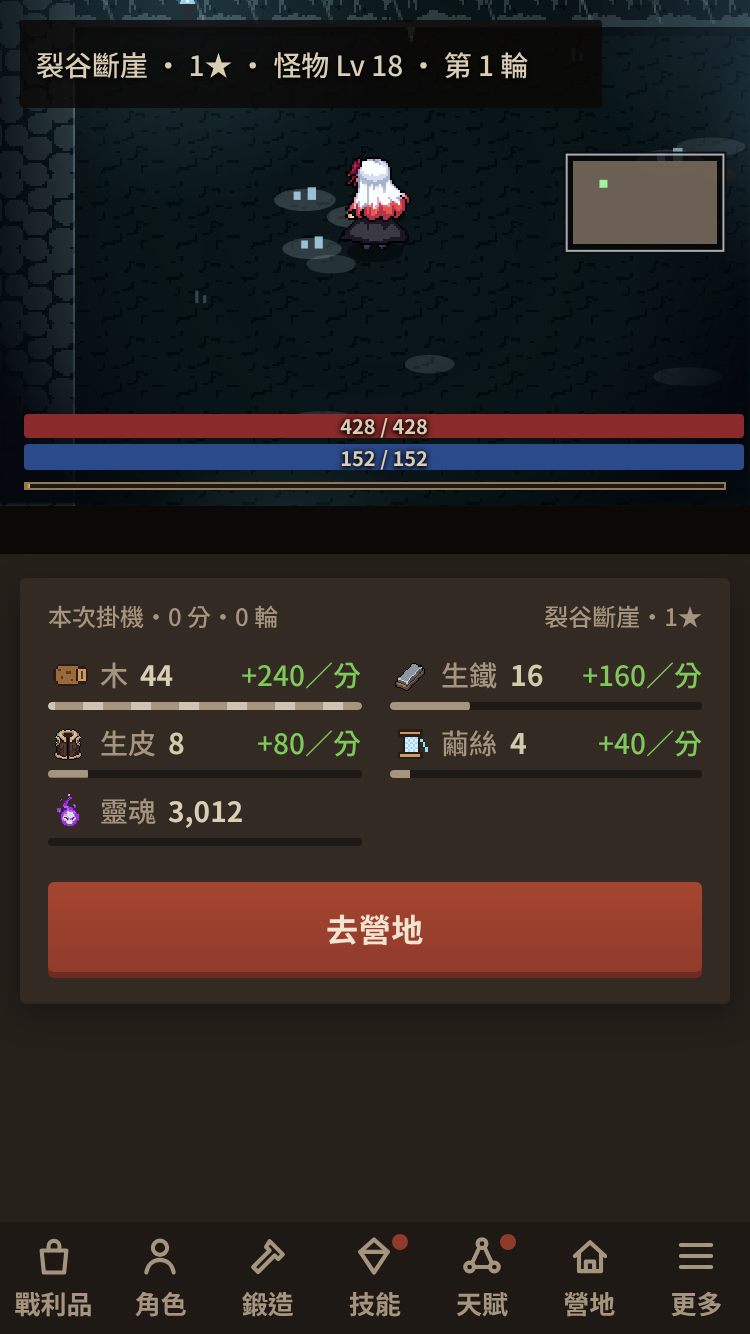 裂谷斷崖 · 1★ · 怪物 Lv 18 · 第 1 輪
428 / 428
152 / 152
本次掛機·0 分·0 輪
裂谷斷崖·1★
木 44 +240／分
生鐵 16 +160／分
生皮 8 +80／分
繭絲 4 +40／分
靈魂 3,012
去營地
戰利品 角色 鍛造 技能 天賦 營地 更多